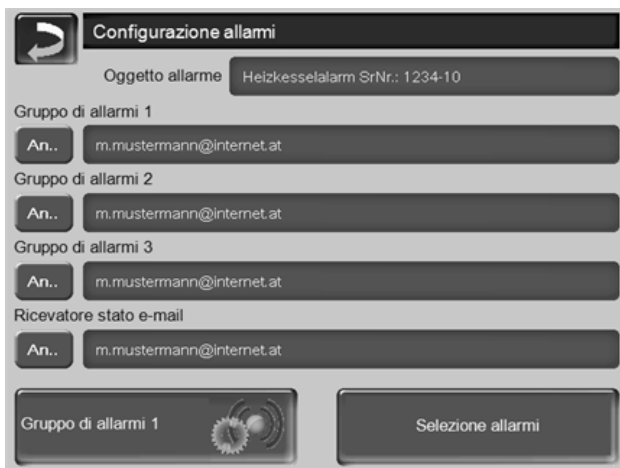 Configurazione allarmi
Oggetto allarme Heizkesselalarm SrNr.: 1234-10
Gruppo di allarmi 1
An.. m.mustermann@internet.at
Gruppo di allarmi 2
An.. m.mustermann@internet.at
Gruppo di allarmi 3
An.. m.mustermann@internet.at
Ricevatore stato e-mail
An.. m.mustermann@internet.at
Gruppo di allarmi 1 Selezione allarmi